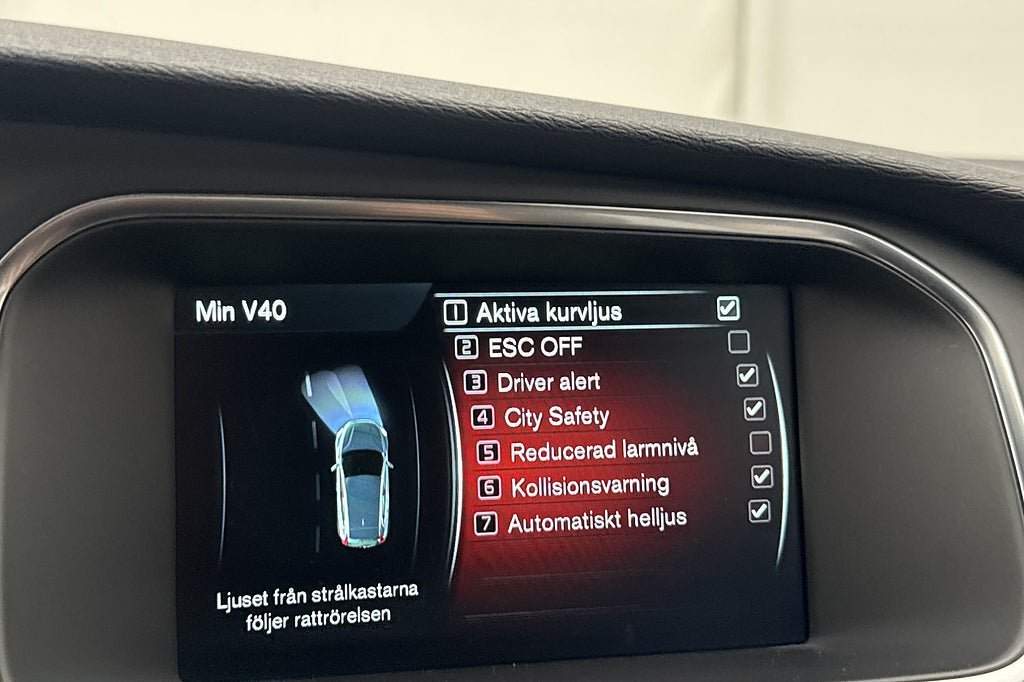 Min V40
1 Aktiva kurvljus
2 ESC OFF
3 Driver alert
4 City Safety
5 Reducerad larmnivå
6 Kollisionsvarning
7 Automatiskt helljus
Ljuset från strålkastarna
följer rattrörelsen